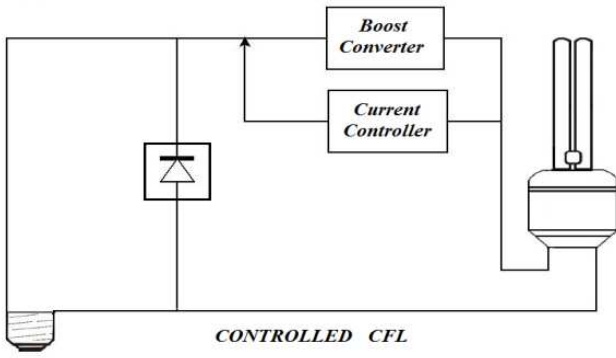 Boost
Converter
Current
Controller
CONTROLLED CFL